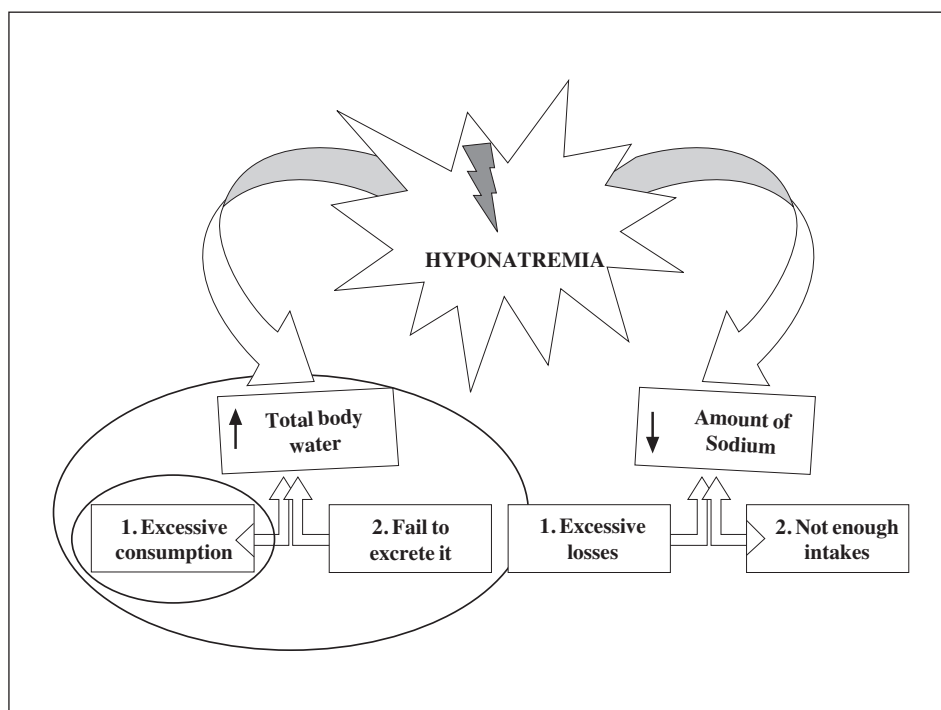 HYPONATREMIA
Total body
water
Amount of
Sodium
1. Excessive
consumption
2. Fail to
excrete it
1. Excessive
losses
2. Not enough
intakes